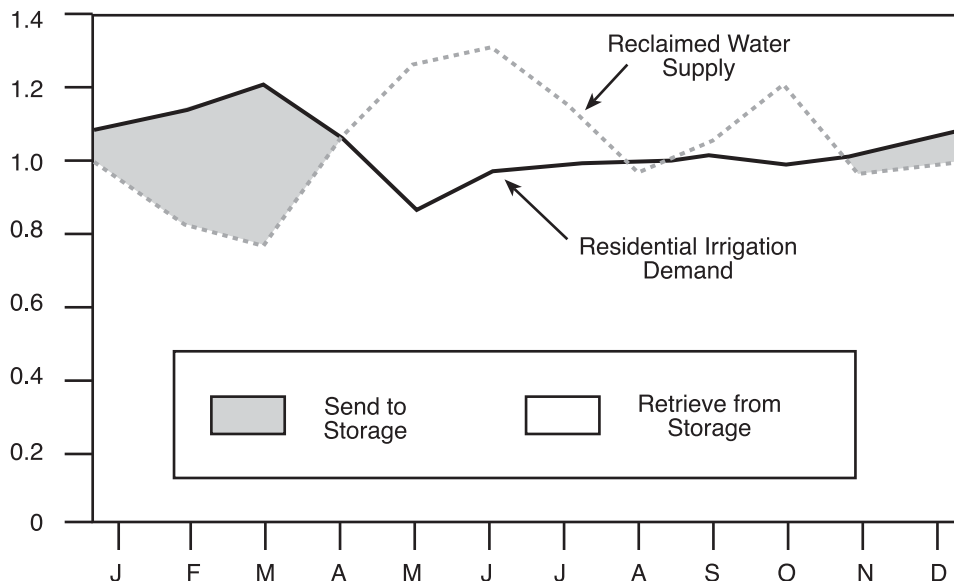 1.4
1.2
1.0
0.8
0.6
0.4
0.2
0
Reclaimed Water
Supply
Residential Irrigation
Demand
Send to
Storage
Retrieve from
Storage
J F M A M J J A S O N D